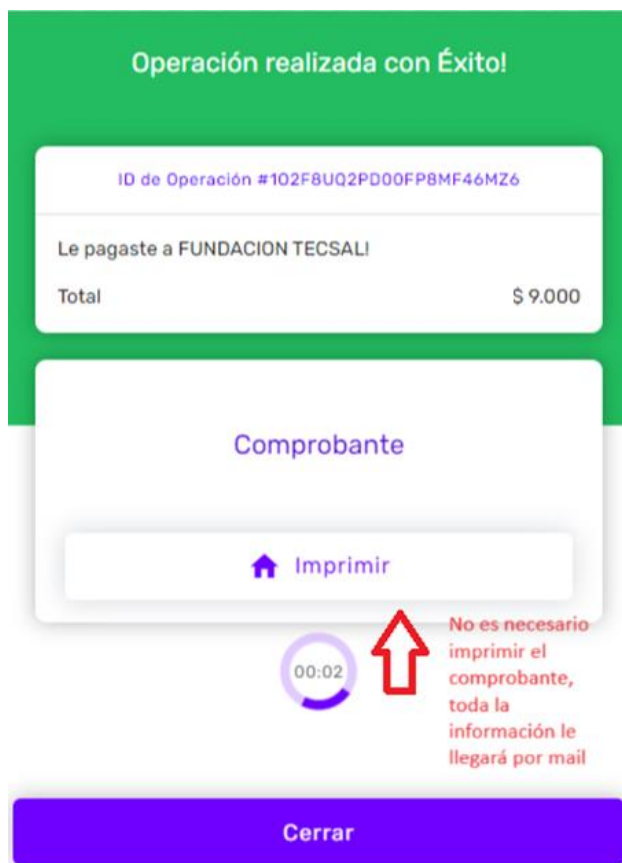 Operación realizada con Éxito!
ID de Operación #102F8UQ2PD00FP8MF46MZ6
Le pagaste a FUNDACION TECSAL!
Total $ 9.000
Comprobante
Imprimir
00:02
No es necesario
imprimir el
comprobante,
toda la
información le
llegará por mail
Cerrar